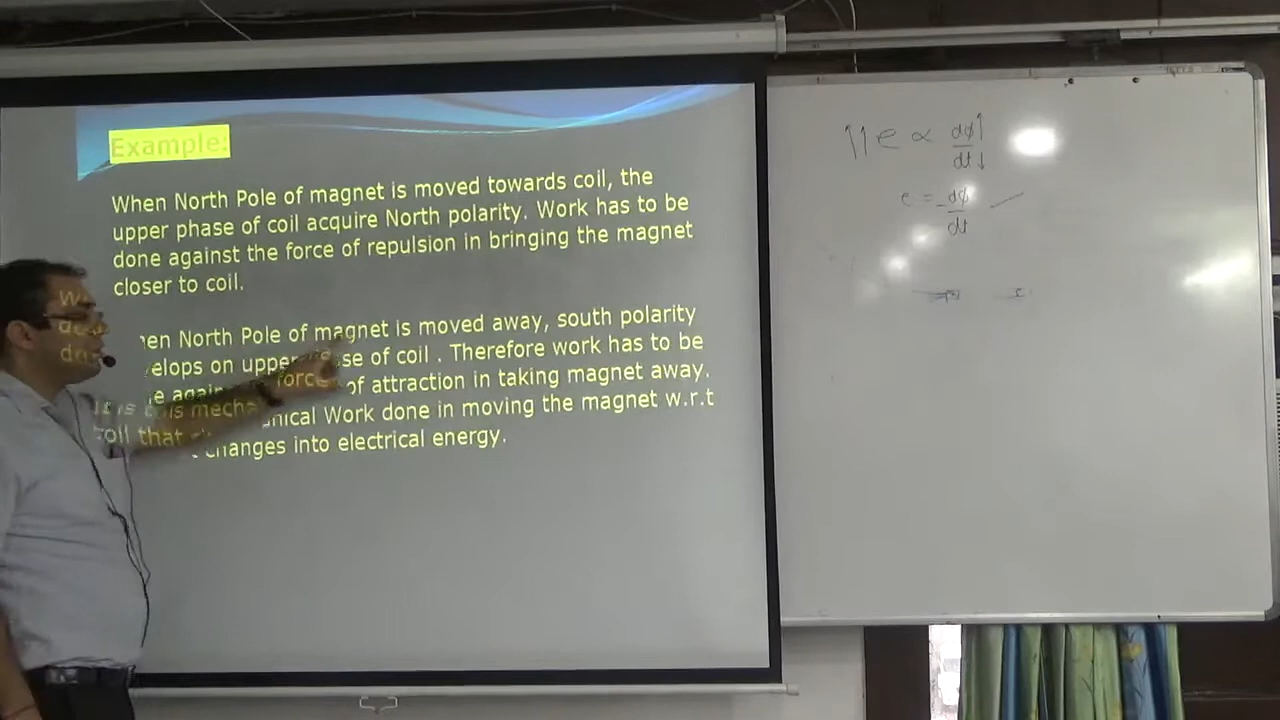 Example:
When North Pole of magnet is moved towards coil, the
upper phase of coil acquire North polarity. Work has to be
done against the force of repulsion in bringing the magnet
closer to coil.
North Pole of magnet is moved away, south polarity
on upper of coil . Therefore work has to be
force of attraction in taking magnet away.
Work done in moving the magnet w.r.t
that changes into electrical energy.
↑↑ e ∝ dφ↑
dt↓
e = -dφ
dt